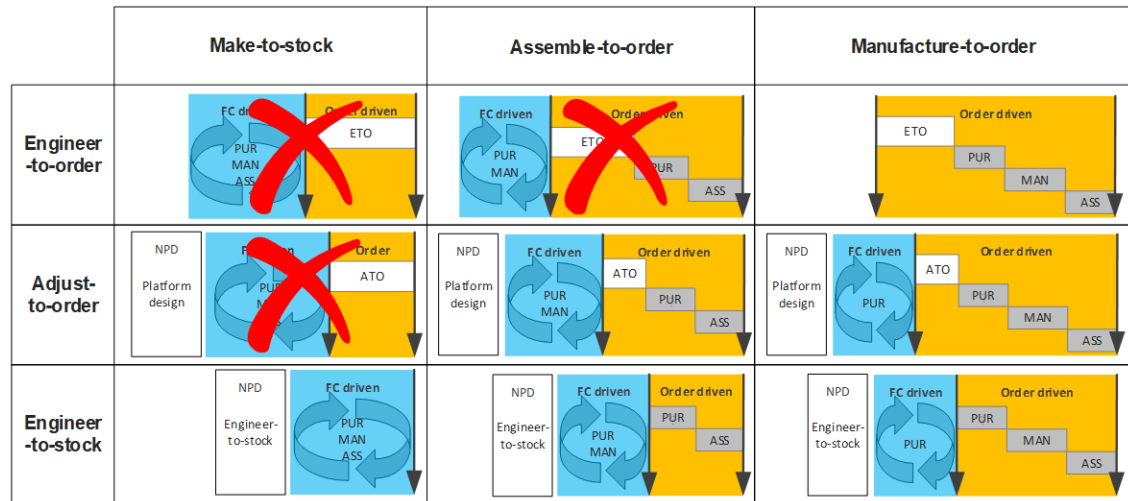 Make-to-stock
Assemble-to-order
Manufacture-to-order
Engineer
-to-order
FC driven
Order driven
ETO
PUR
MAN
ASS
FC driven
Order driven
ETO
PUR
MAN
PUR
ASS
Order driven
ETO
PUR
MAN
ASS
Adjust-
to-order
NPD
Platform
design
Order
ATO
PUR
NPD
Platform
design
FC driven
Order driven
ATO
PUR
MAN
PUR
ASS
NPD
Platform
design
FC driven
Order driven
ATO
PUR
PUR
MAN
ASS
Engineer
-to-stock
NPD
Engineer-
to-stock
FC driven
PUR
MAN
ASS
NPD
Engineer-
to-stock
FC driven
Order driven
PUR
MAN
PUR
ASS
NPD
Engineer-
to-stock
FC driven
Order driven
PUR
PUR
MAN
ASS